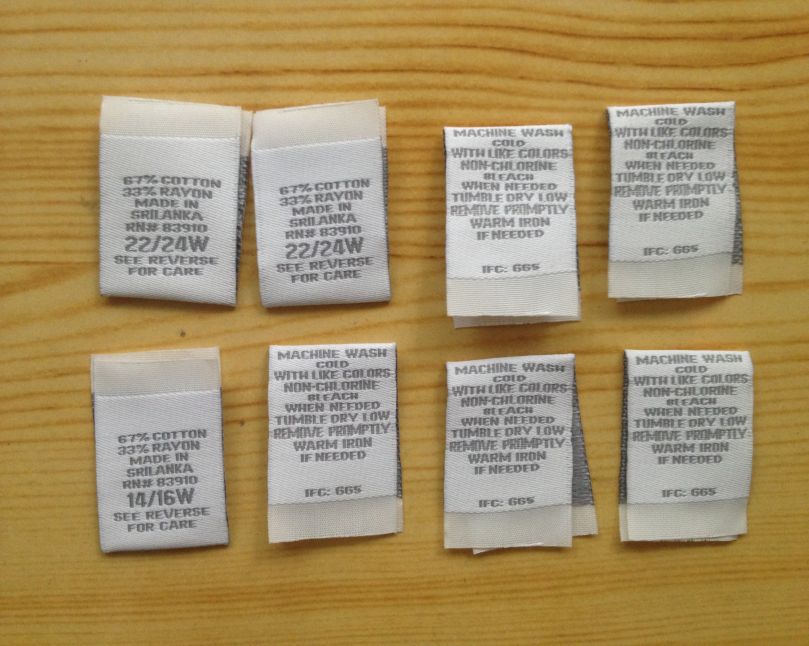 67% COTTON
33% RAYON
MADE IN
SRILANKA
RN# 83910
22/24W
SEE REVERSE
FOR CARE
67% COTTON
33% RAYON
MADE IN
SRILANKA
RN# 83910
22/24W
SEE REVERSE
FOR CARE
MACHINE WASH
COLD
WITH LIKE COLORS
NON-CHLORINE
BLEACH
WHEN NEEDED
TUMBLE DRY LOW
REMOVE PROMPTLY
WARM IRON
IF NEEDED
IFC: 665
MACHINE WASH
COLD
WITH LIKE COLORS
NON-CHLORINE
BLEACH
WHEN NEEDED
TUMBLE DRY LOW
REMOVE PROMPTLY
WARM IRON
IF NEEDED
IFC: 665
67% COTTON
33% RAYON
MADE IN
SRILANKA
RN# 83910
14/16W
SEE REVERSE
FOR CARE
MACHINE WASH
COLD
WITH LIKE COLORS
NON-CHLORINE
BLEACH
WHEN NEEDED
TUMBLE DRY LOW
REMOVE PROMPTLY
WARM IRON
IF NEEDED
IFC: 665
MACHINE WASH
COLD
WITH LIKE COLORS
NON-CHLORINE
BLEACH
WHEN NEEDED
TUMBLE DRY LOW
REMOVE PROMPTLY
WARM IRON
IF NEEDED
IFC: 665
MACHINE WASH
COLD
WITH LIKE COLORS
NON-CHLORINE
BLEACH
WHEN NEEDED
TUMBLE DRY LOW
REMOVE PROMPTLY
WARM IRON
IF NEEDED
IFC: 665